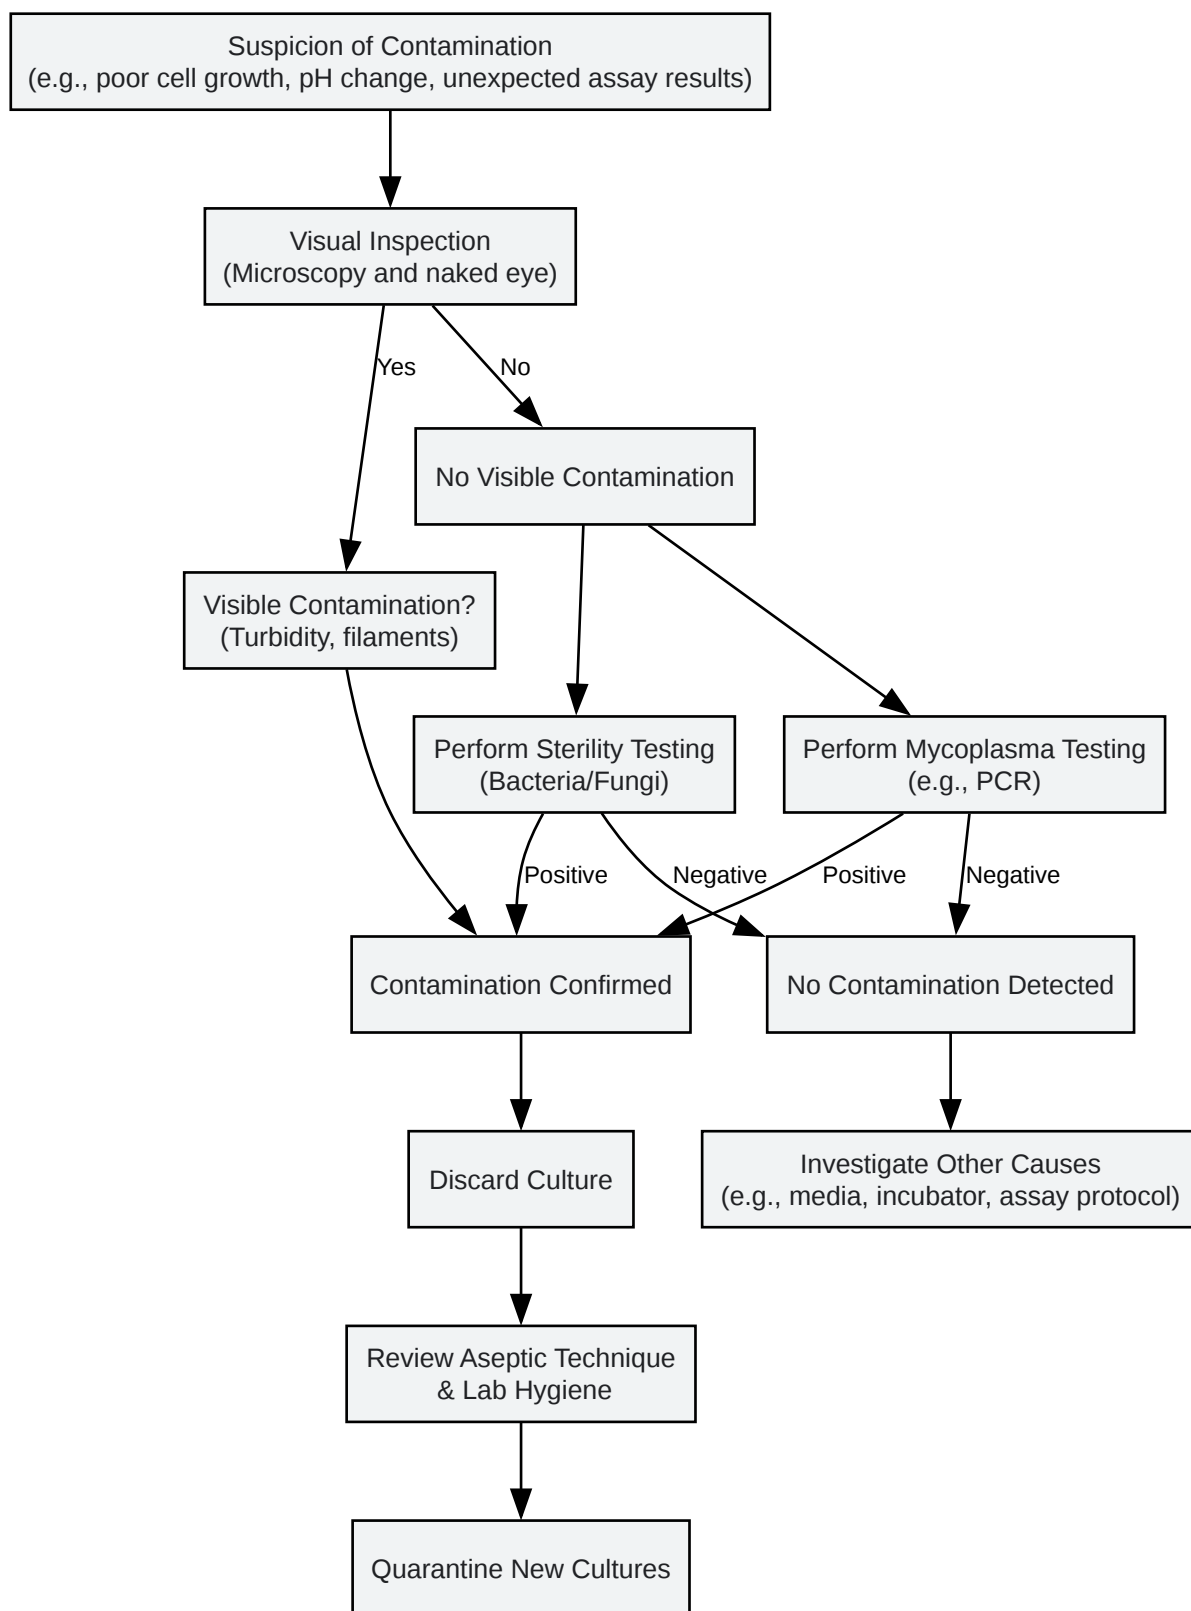 Suspicion of Contamination
(e.g., poor cell growth, pH change, unexpected assay results)
Visual Inspection
(Microscopy and naked eye)
Yes
No
No Visible Contamination
Visible Contamination?
(Turbidity, filaments)
Perform Sterility Testing
(Bacteria/Fungi)
Perform Mycoplasma Testing
(e.g., PCR)
Positive
Negative
Positive
Negative
Contamination Confirmed
No Contamination Detected
Discard Culture
Investigate Other Causes
(e.g., media, incubator, assay protocol)
Review Aseptic Technique
& Lab Hygiene
Quarantine New Cultures